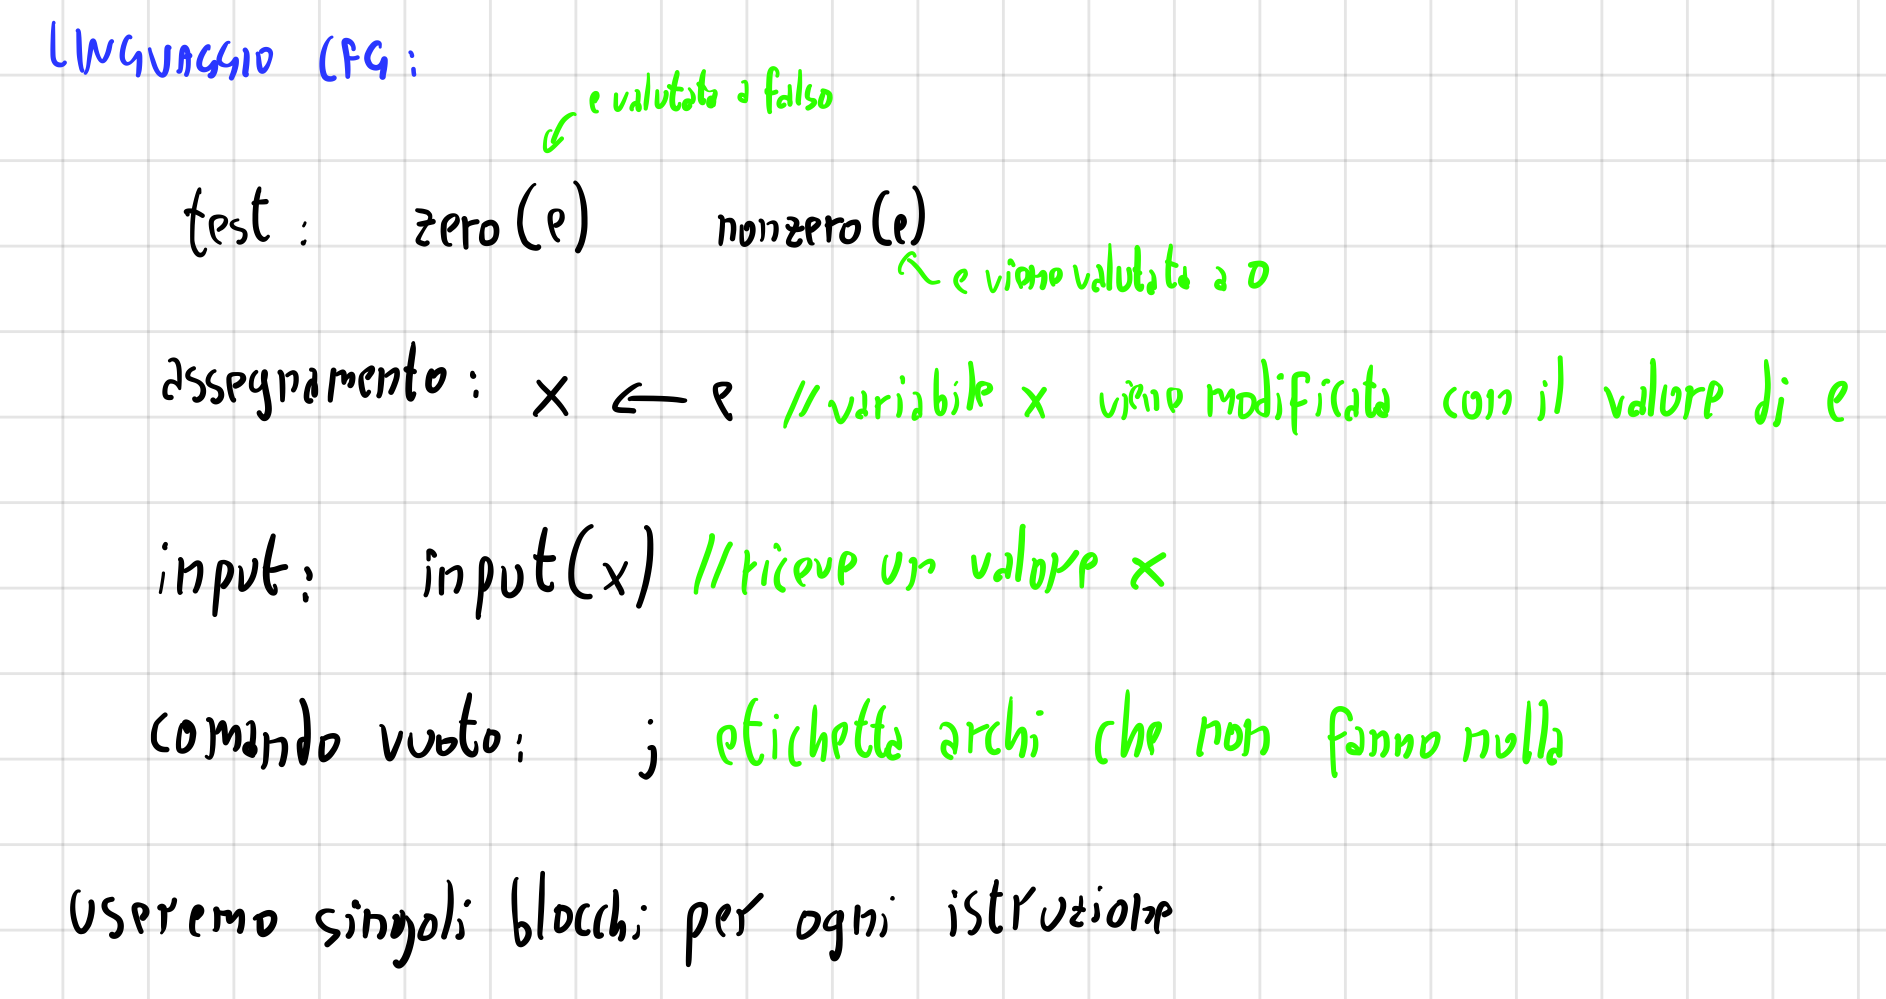 LINGUAGGIO CFG:
e valutata a falso
test: zero(e) nonzero(e)
e viene valutata a 0
assegnamento: x ← e //variabile x viene modificata con il valore di e
input: input(x) //riceve un valore x
comando vuoto: ; etichetta archi che non fanno nulla
useremo singoli blocchi per ogni istruzione